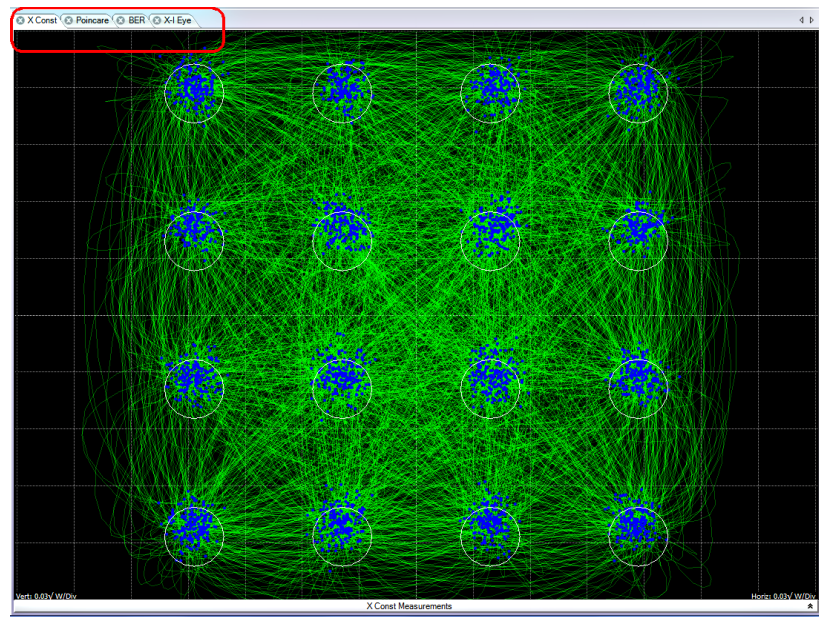 X Const Poincare BER X-I Eye
Vert: 0.03√ W/Div Horiz: 0.03√ W/Div
X Const Measurements